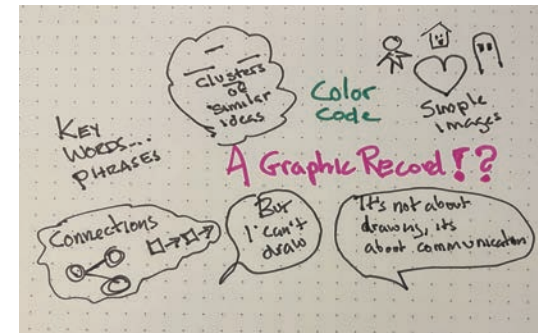 Clusters
of
Similar
ideas
Color
Code
Simple
images
Key
Words...
Phrases
A Graphic Record!?
Connections
But
I can't
draw
It's not about
drawing, its
about communication